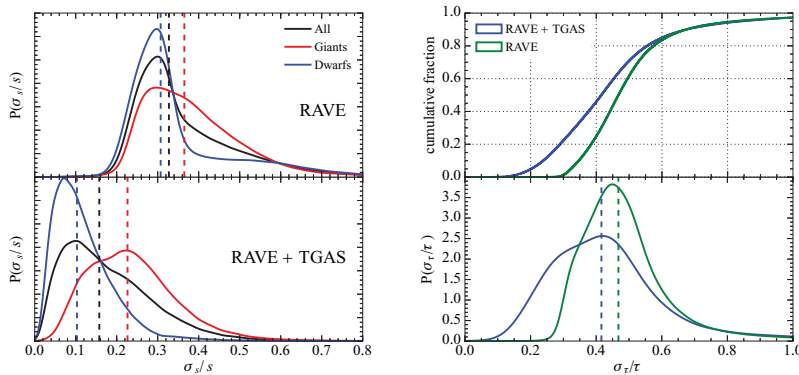 All
Giants
Dwarfs
RAVE
P(σ_s/s)
RAVE + TGAS
P(σ_s/s)
0.0 0.1 0.2 0.3 0.4 0.5 0.6 0.7 0.8
σ_s/s
1.0
0.8
0.6
0.4
0.2
0.0
cumulative fraction
RAVE + TGAS
RAVE
3.5
3.0
2.5
2.0
1.5
1.0
0.5
0.0
P(σ_τ/τ)
0.0 0.2 0.4 0.6 0.8 1.0
σ_τ/τ